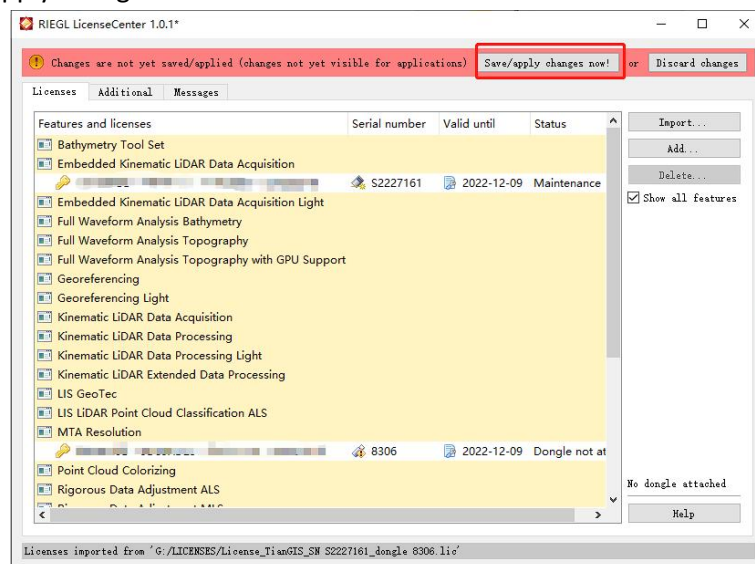 RIEGL LicenseCenter 1.0.1*
Changes are not yet saved/applied (changes not yet visible for applications) Save/apply changes now! or Discard changes
Licenses Additional Messages
Features and licenses Serial number Valid until Status
Import...
Bathymetry Tool Set
Add...
Embedded Kinematic LiDAR Data Acquisition
S2227161 2022-12-09 Maintenance
Delete...
Embedded Kinematic LiDAR Data Acquisition Light
Show all features
Full Waveform Analysis Bathymetry
Full Waveform Analysis Topography
Full Waveform Analysis Topography with GPU Support
Georeferencing
Georeferencing Light
Kinematic LiDAR Data Acquisition
Kinematic LiDAR Data Processing
Kinematic LiDAR Data Processing Light
Kinematic LiDAR Extended Data Processing
LIS GeoTec
LIS LiDAR Point Cloud Classification ALS
MTA Resolution
8306 2022-12-09 Dongle not at
Point Cloud Colorizing
Rigorous Data Adjustment ALS
No dongle attached
Help
Licenses imported from 'G:/LICENSES/License_TianGIS_SN S2227161_dongle 8306.lic'